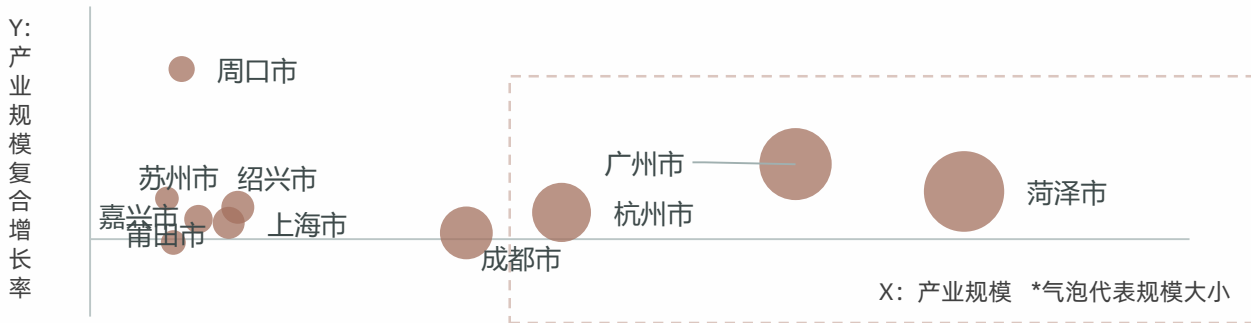 Y：产业规模复合增长率
周口市
广州市
苏州市
绍兴市
菏泽市
嘉兴市
上海市
杭州市
莆田市
成都市
X：产业规模 *气泡代表规模大小